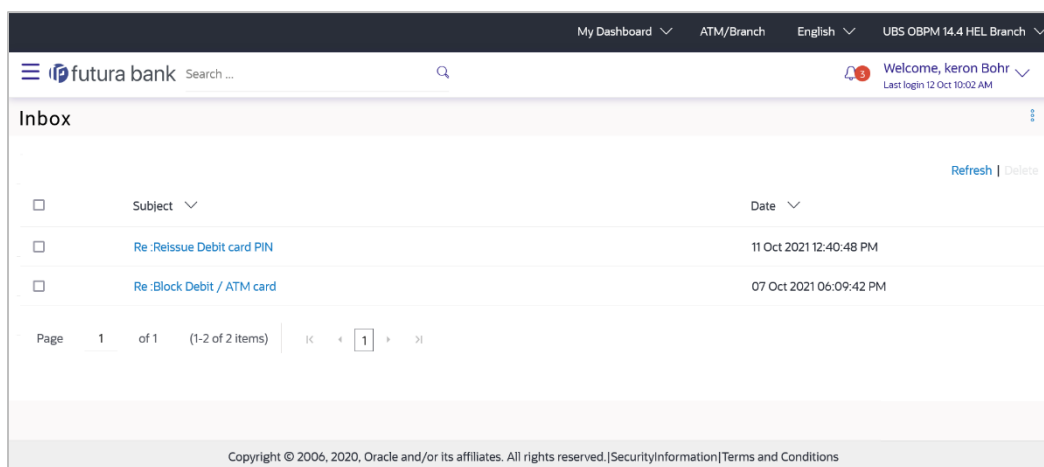 My Dashboard ATM/Branch English UBS OBPM 14.4 HEL Branch
futura bank Search ... 3 Welcome, keron Bohr
Last login 12 Oct 10:02 AM
Inbox
Refresh | Delete
Subject Date
Re :Reissue Debit card PIN 11 Oct 2021 12:40:48 PM
Re :Block Debit / ATM card 07 Oct 2021 06:09:42 PM
Page 1 of 1 (1-2 of 2 items) 1
Copyright © 2006, 2020, Oracle and/or its affiliates. All rights reserved.|SecurityInformation|Terms and Conditions